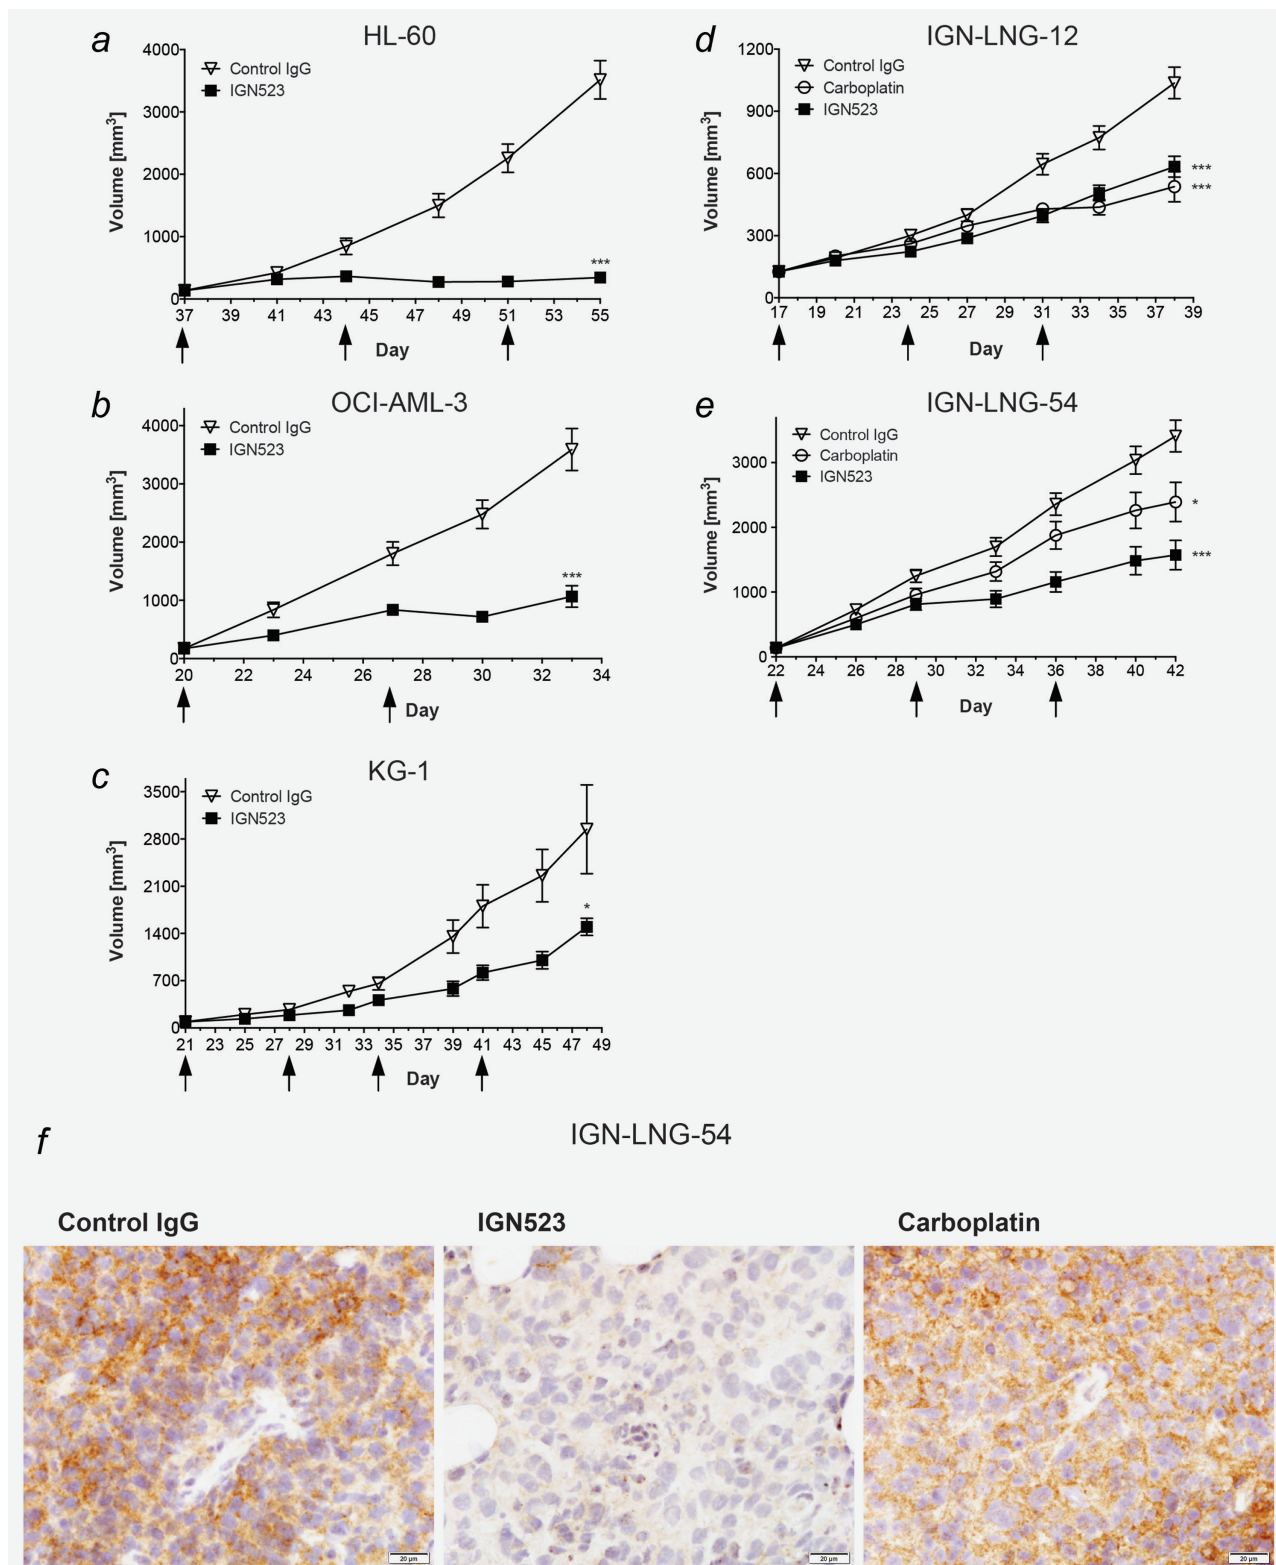 a
HL-60
4000
3000
2000
1000
0
Volume [mm³]
Control IgG
IGN523
***
37 39 41 43 45 47 49 51 53 55
Day
d
IGN-LNG-12
1200
900
600
300
0
Volume [mm³]
Control IgG
Carboplatin
IGN523
***
***
17 19 21 23 25 27 29 31 33 35 37 39
Day
b
OCI-AML-3
4000
3000
2000
1000
0
Volume [mm³]
Control IgG
IGN523
***
20 22 24 26 28 30 32 34
Day
e
IGN-LNG-54
3000
2000
1000
0
Volume [mm³]
Control IgG
Carboplatin
IGN523
*
***
22 24 26 28 30 32 34 36 38 40 42
Day
c
KG-1
3500
2800
2100
1400
700
0
Volume [mm³]
Control IgG
IGN523
*
21 23 25 27 29 31 33 35 37 39 41 43 45 47 49
Day
f
IGN-LNG-54
Control IgG
IGN523
Carboplatin
20 µm
20 µm
20 µm